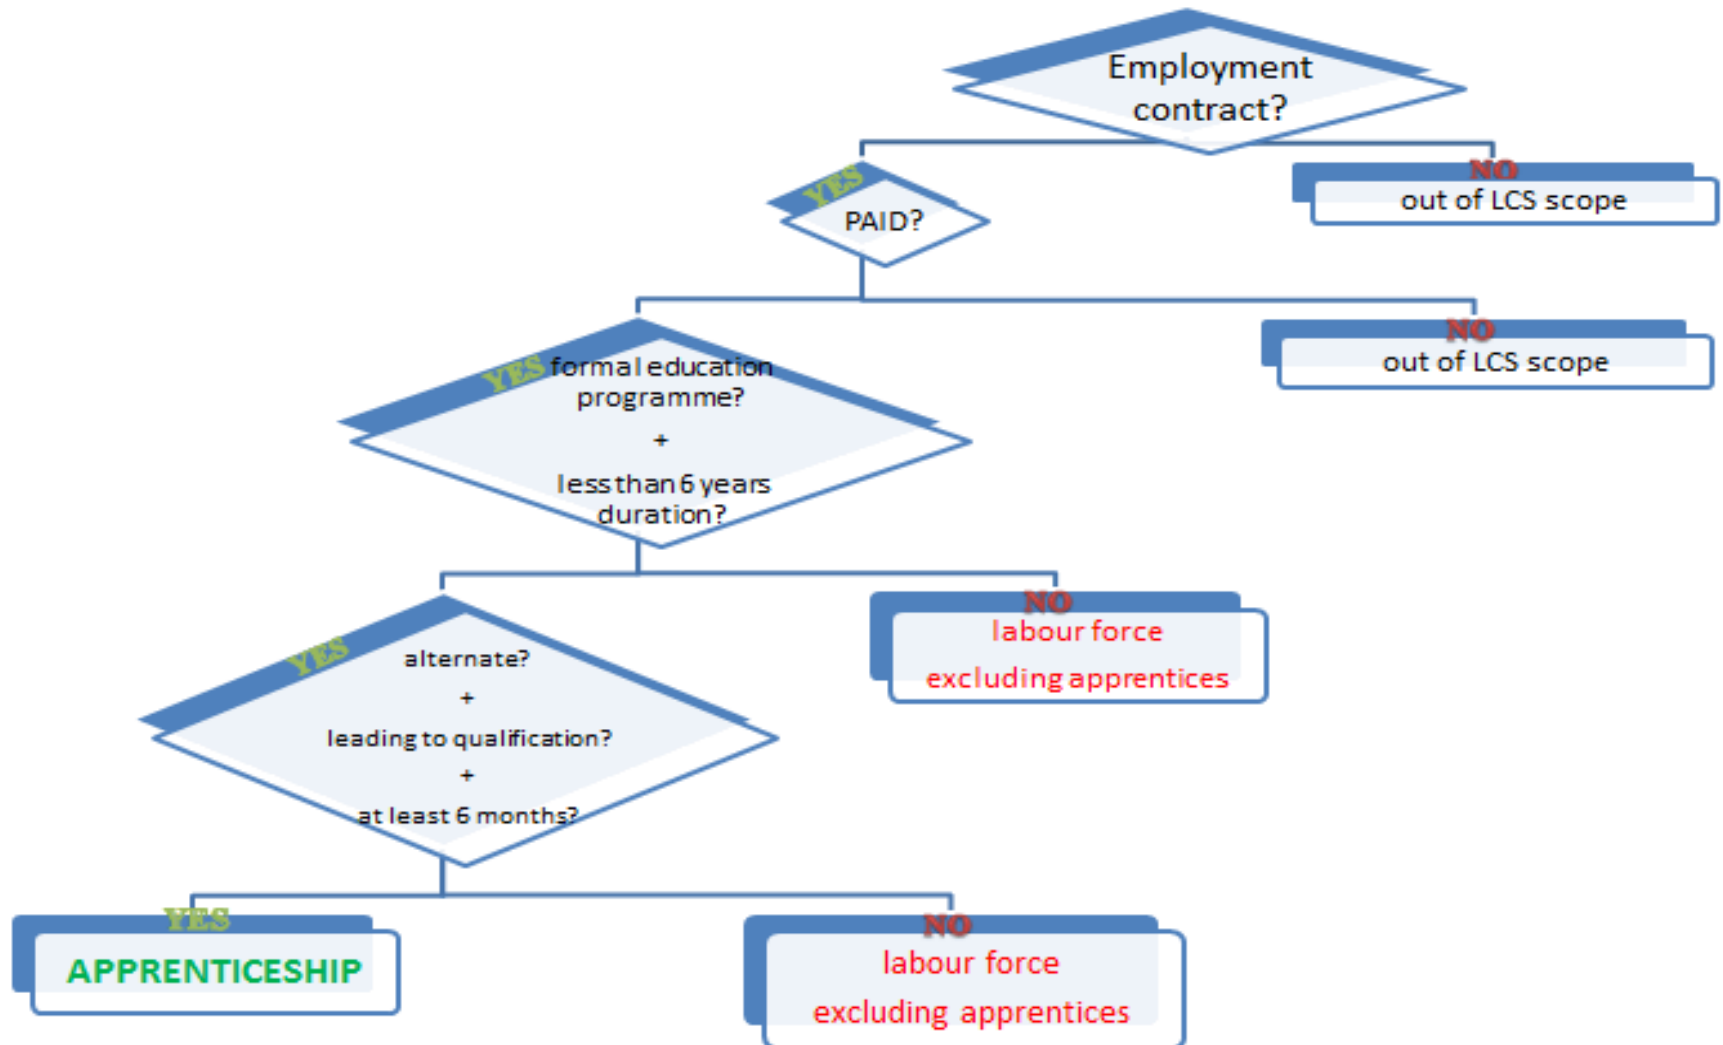 Employment
contract?
NO
out of LCS scope
YES
PAID?
NO
out of LCS scope
YES
formal education
programme?
+
less than 6 years
duration?
NO
labour force
excluding apprentices
YES
alternate?
+
leading to qualification?
+
at least 6 months?
YES
APPRENTICESHIP
NO
labour force
excluding apprentices